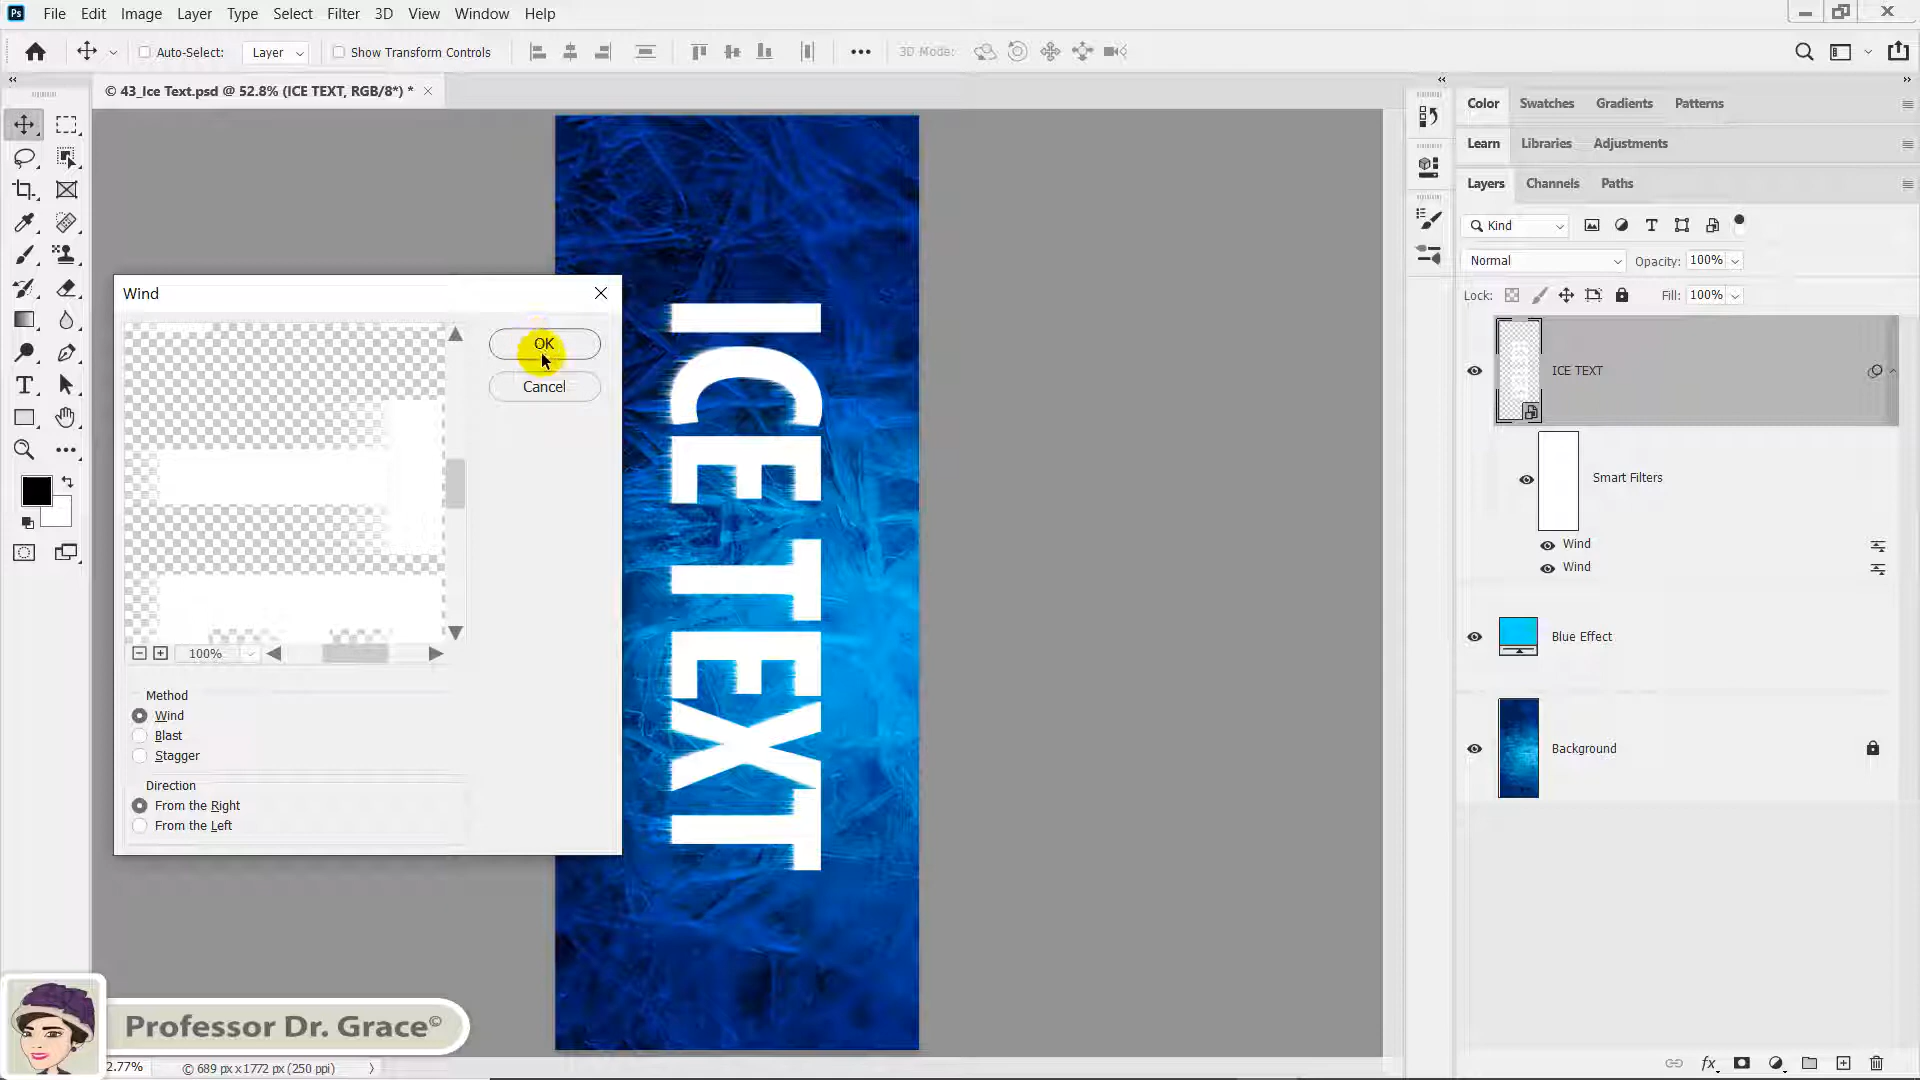 Ps File Edit Image Layer Type Select Filter 3D View Window Help
Auto-Select: Layer Show Transform Controls 3D Mode:
© 43_Ice Text.psd @ 52.8% (ICE TEXT, RGB/8*) *
Color Swatches Gradients Patterns
Learn Libraries Adjustments
Layers Channels Paths
Kind
Normal Opacity: 100%
Lock: Fill: 100%
ICE TEXT
Smart Filters
Wind
Wind
Blue Effect
Background
fx
Wind
OK
Cancel
100%
Method
Wind
Blast
Stagger
Direction
From the Right
From the Left
ICE TEXT
Professor Dr. Grace©
2.77% © 689 px x 1772 px (250 ppi)